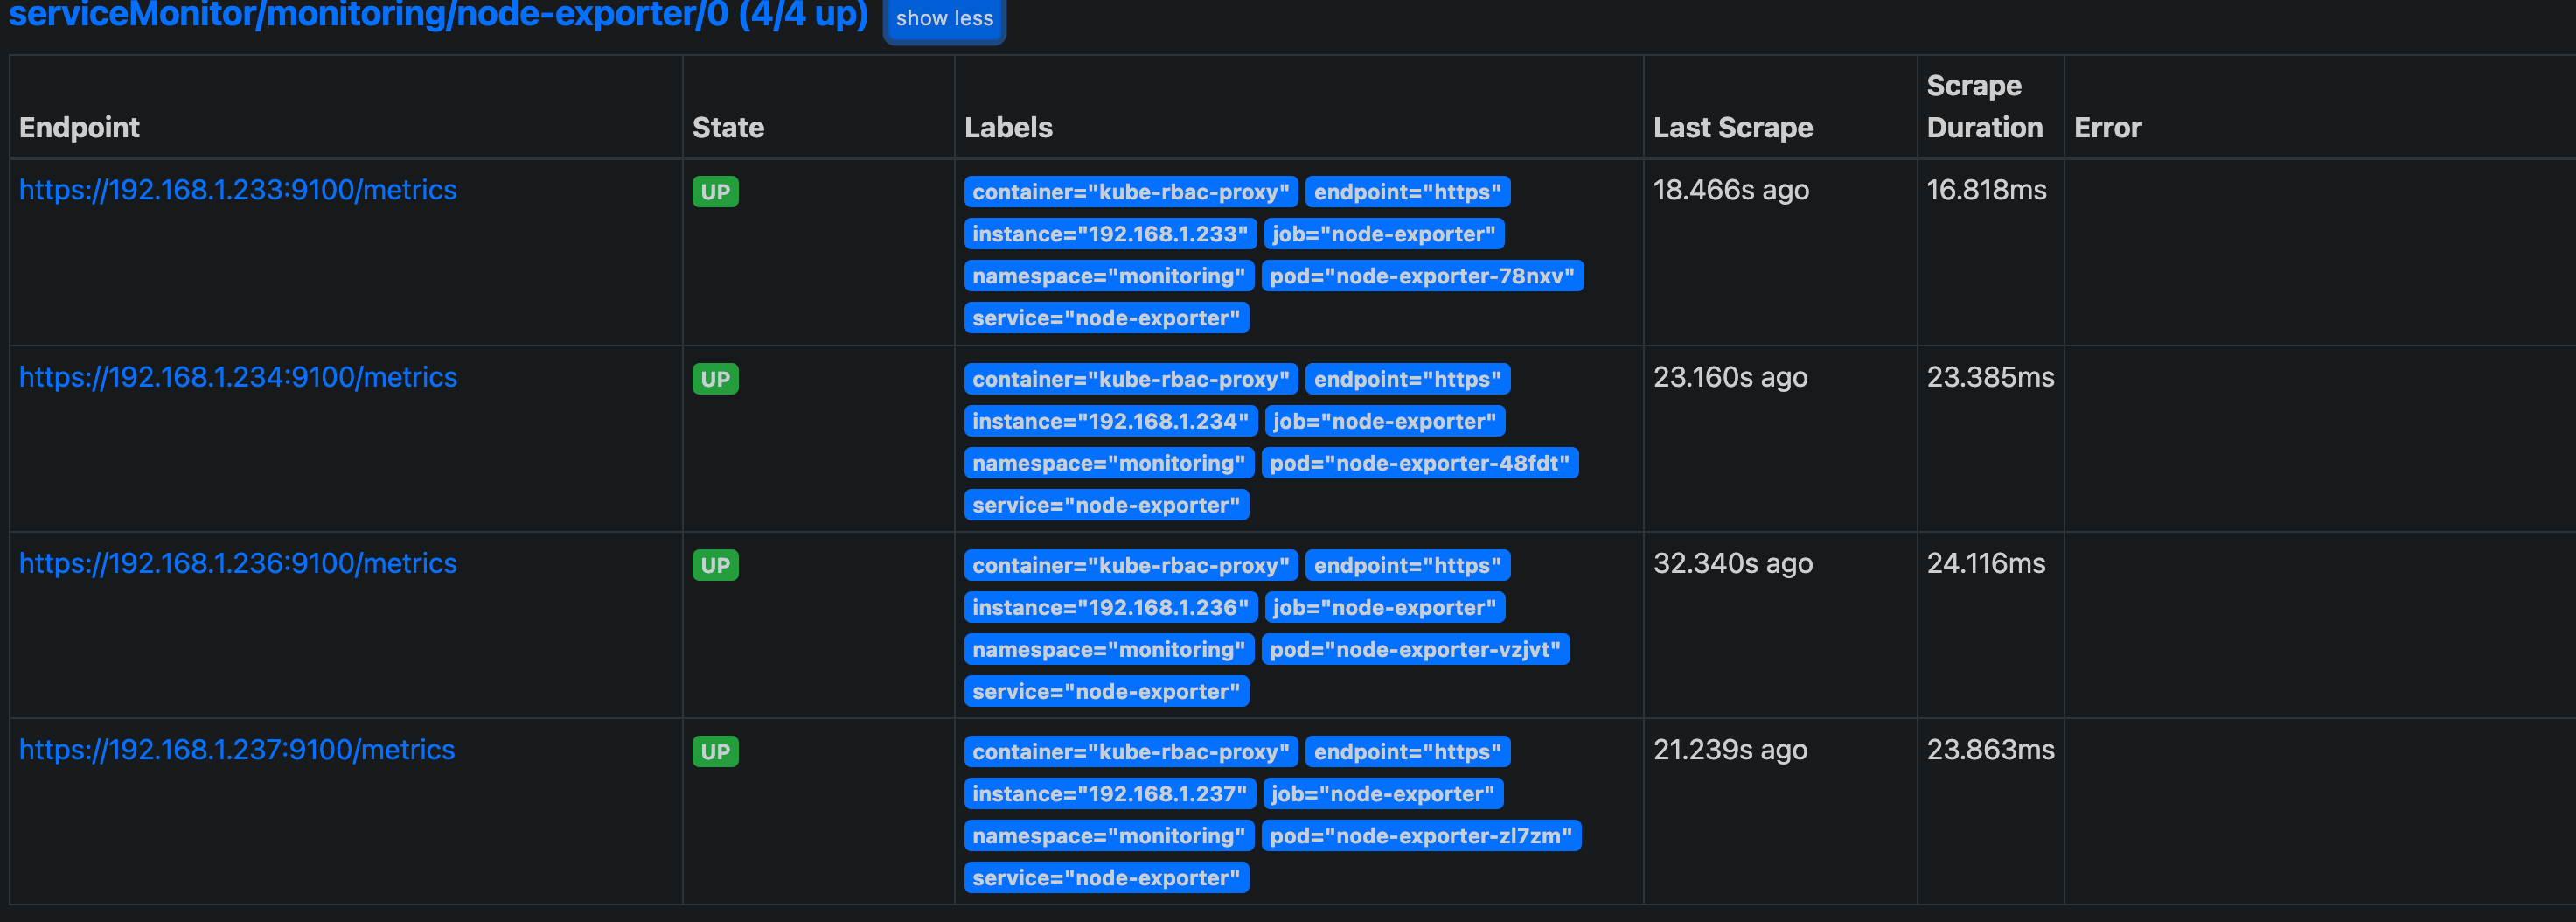 serviceMonitor/monitoring/node-exporter/0 (4/4 up) show less
Endpoint State Labels Last Scrape Scrape Duration Error
https://192.168.1.233:9100/metrics UP container="kube-rbac-proxy" endpoint="https" 18.466s ago 16.818ms
instance="192.168.1.233" job="node-exporter"
namespace="monitoring" pod="node-exporter-78nxv"
service="node-exporter"
https://192.168.1.234:9100/metrics UP container="kube-rbac-proxy" endpoint="https" 23.160s ago 23.385ms
instance="192.168.1.234" job="node-exporter"
namespace="monitoring" pod="node-exporter-48fdt"
service="node-exporter"
https://192.168.1.236:9100/metrics UP container="kube-rbac-proxy" endpoint="https" 32.340s ago 24.116ms
instance="192.168.1.236" job="node-exporter"
namespace="monitoring" pod="node-exporter-vzjvt"
service="node-exporter"
https://192.168.1.237:9100/metrics UP container="kube-rbac-proxy" endpoint="https" 21.239s ago 23.863ms
instance="192.168.1.237" job="node-exporter"
namespace="monitoring" pod="node-exporter-zl7zm"
service="node-exporter"